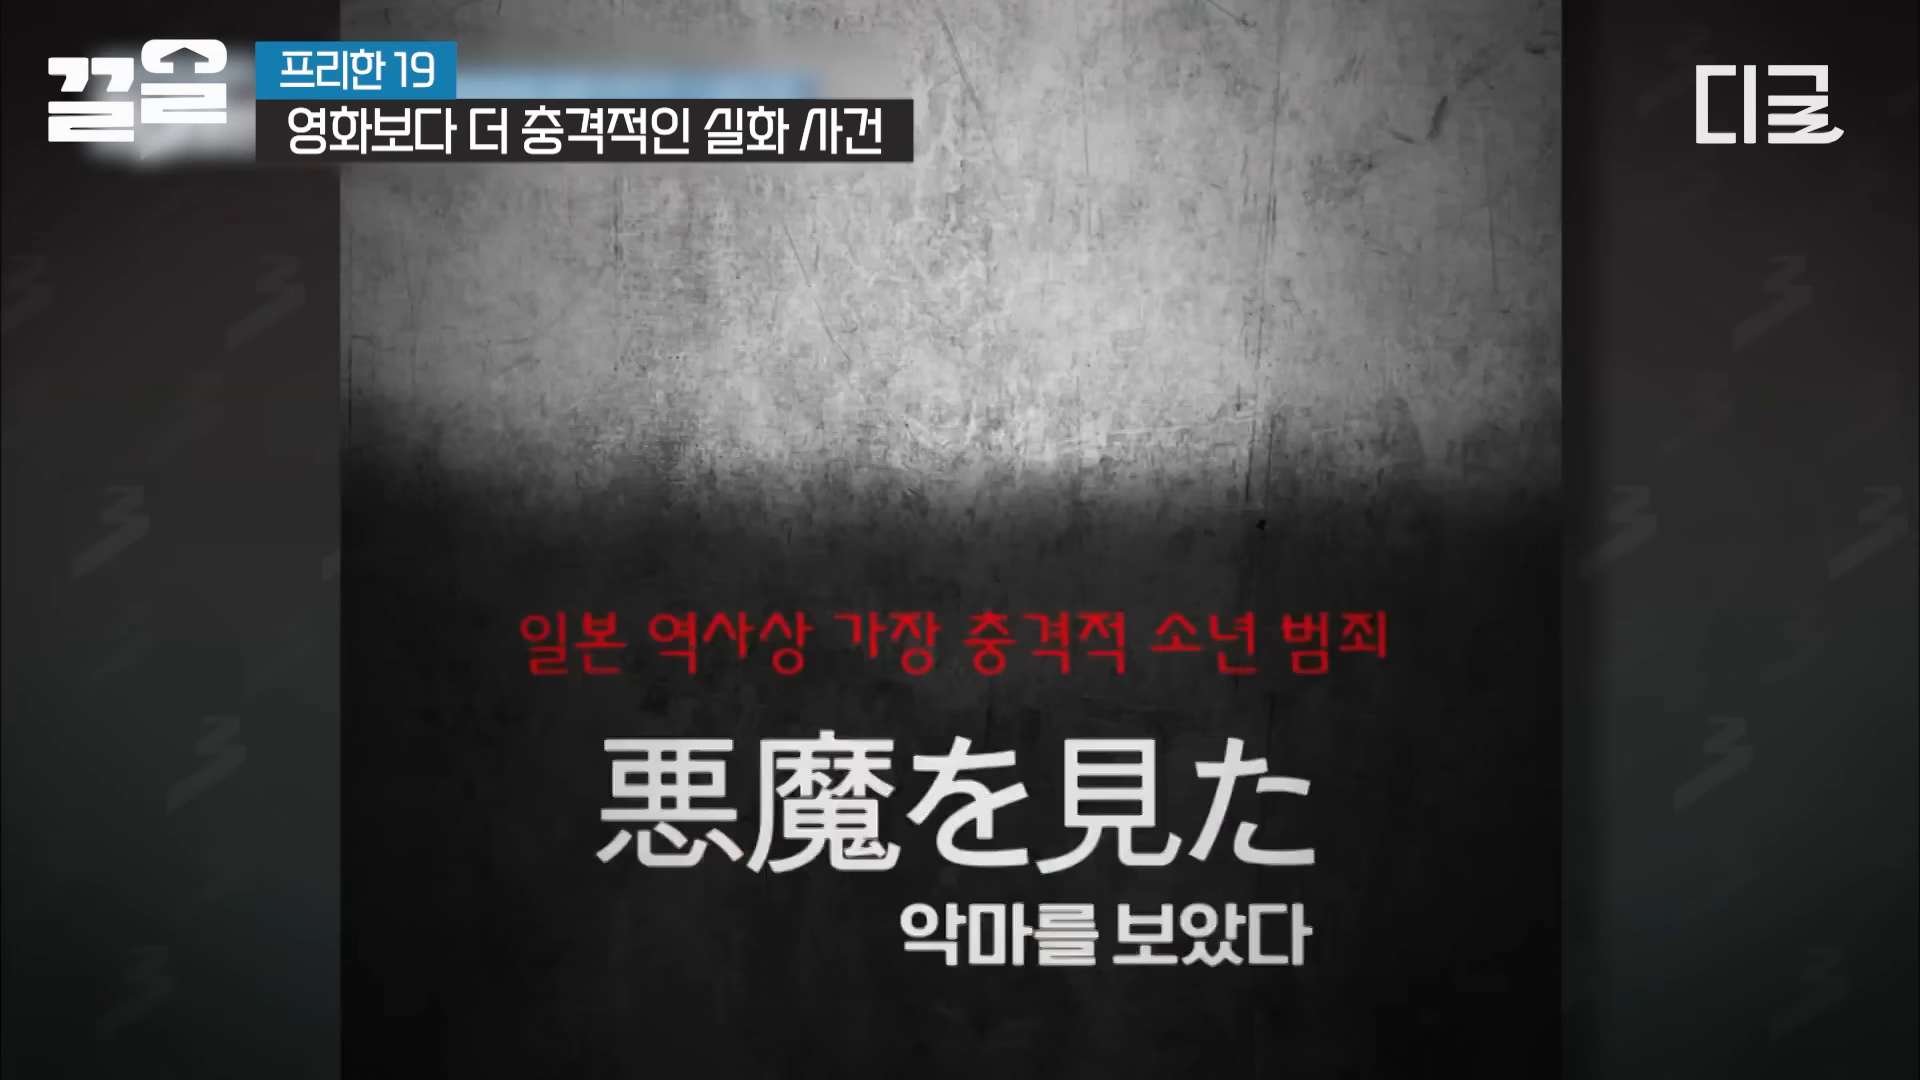 끌올
프리한 19
영화보다 더 충격적인 실화 사건
디글
일본 역사상 가장 충격적 소년 범죄
悪魔を見た
악마를 보았다